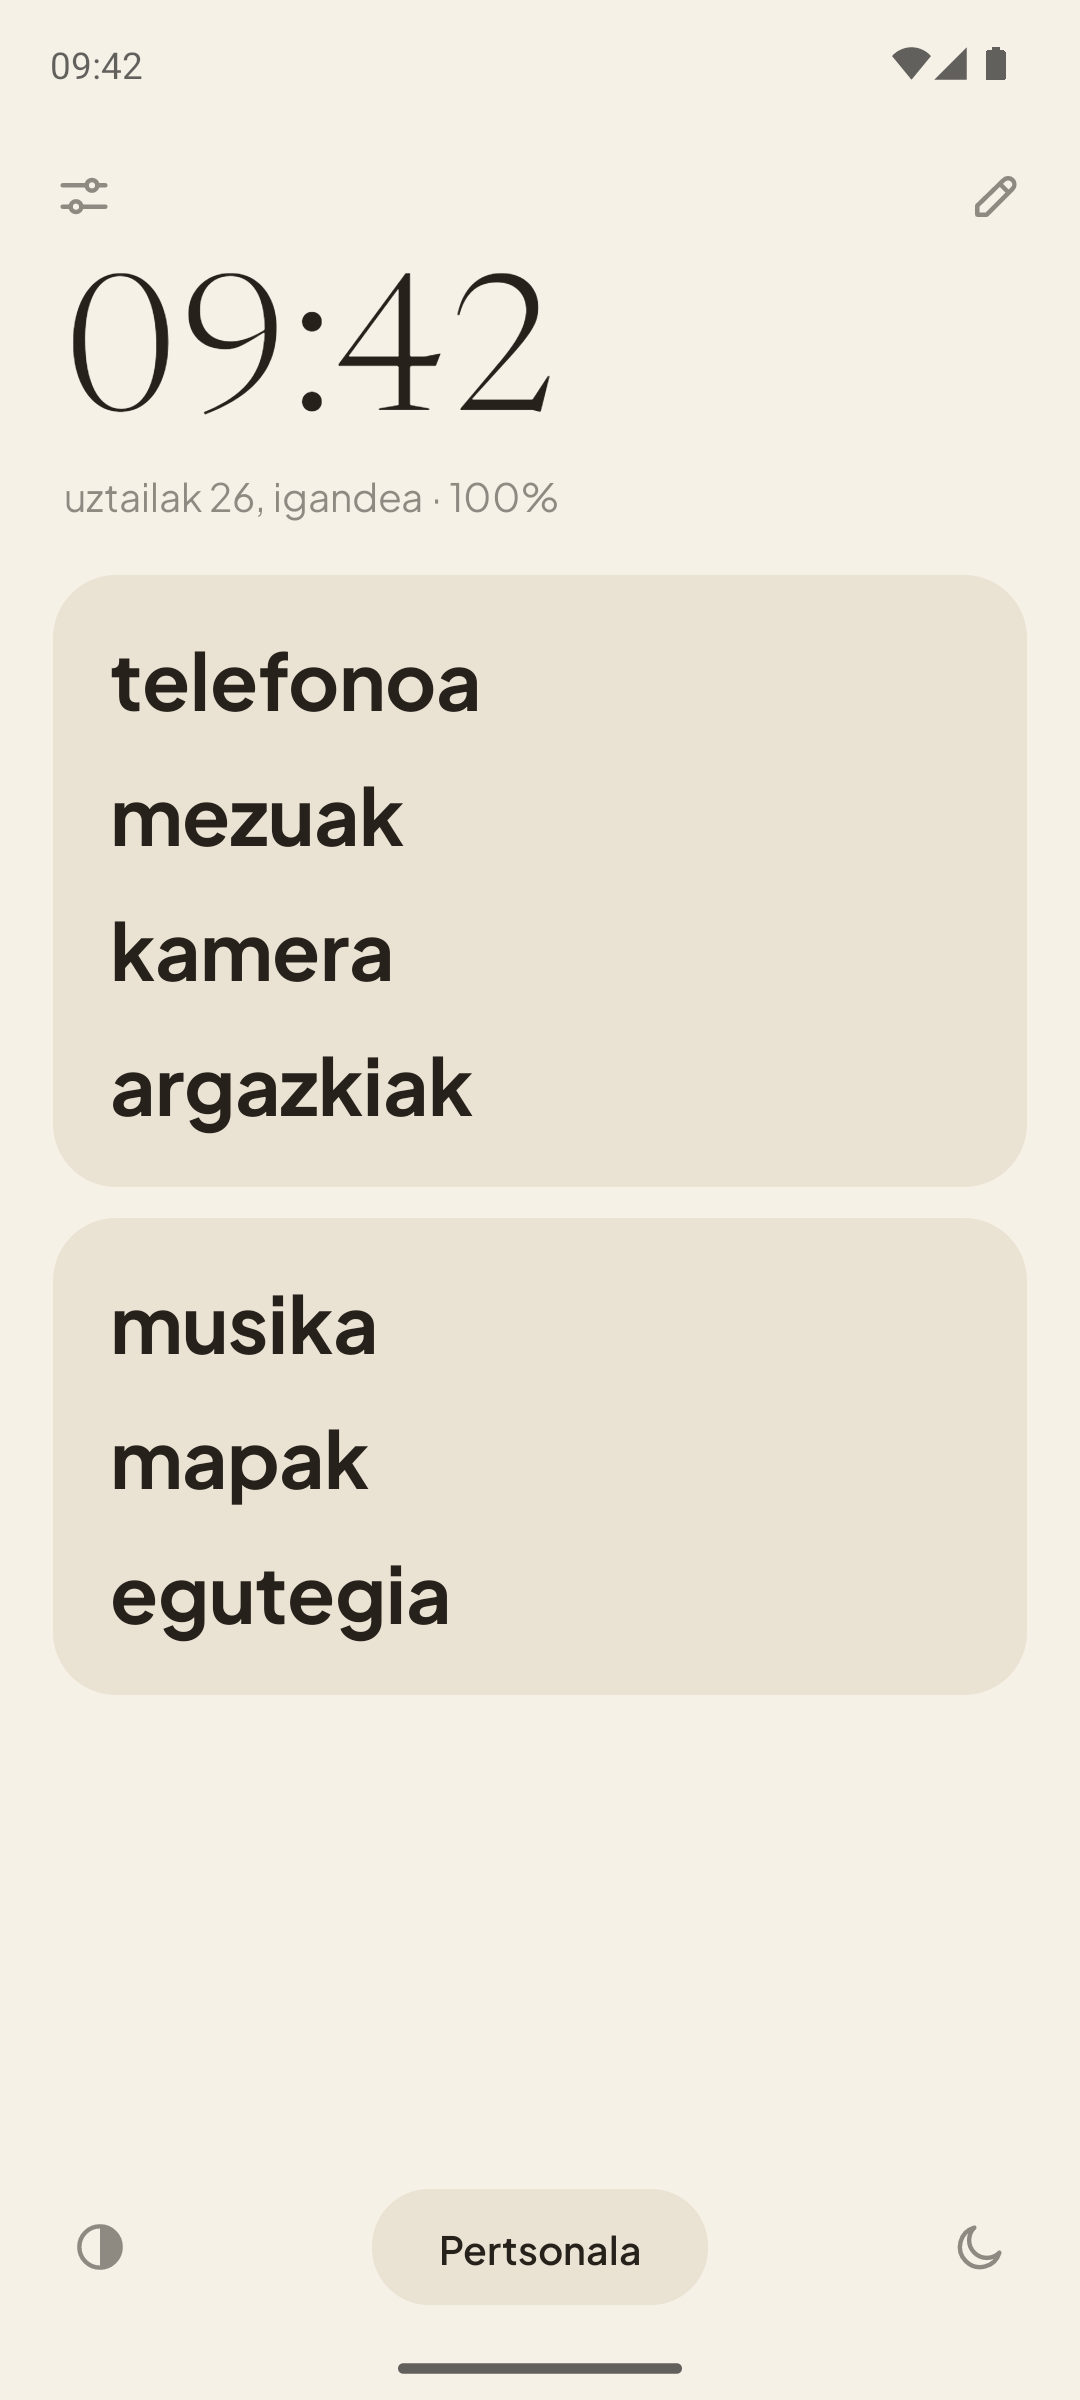 09:42
09:42
uztailak 26, igandea · 100%
telefonoa
mezuak
kamera
argazkiak
musika
mapak
egutegia
Pertsonala